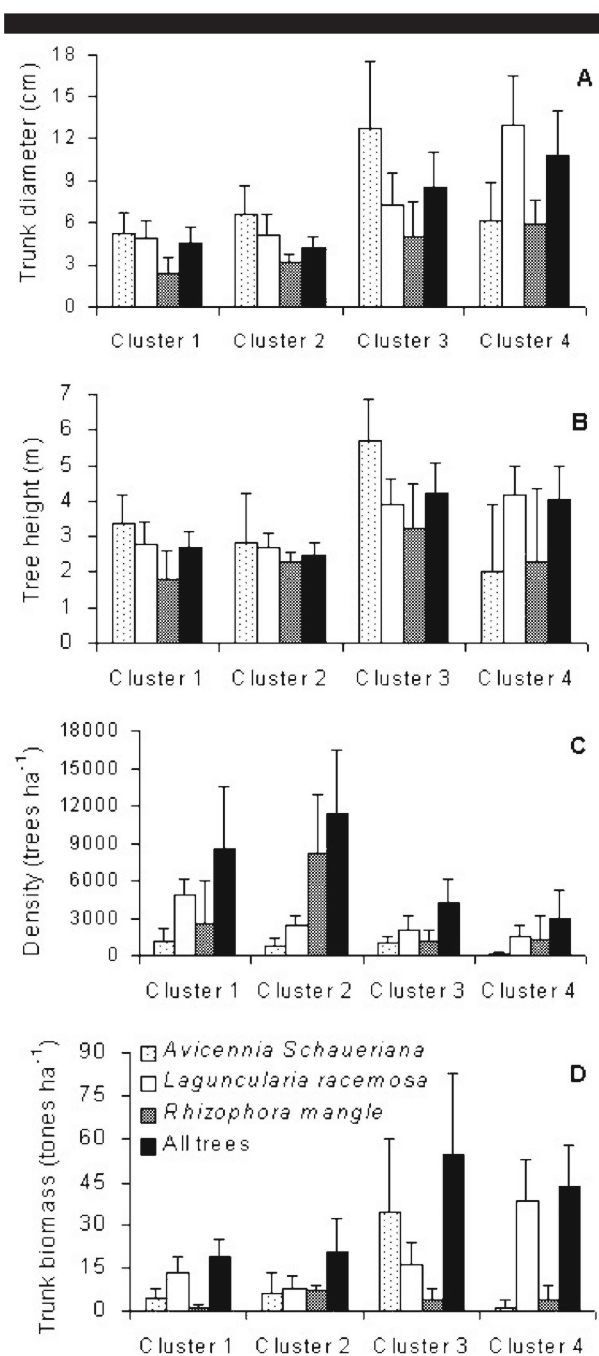 A
Trunk diameter (cm)
18
15
12
9
6
3
0
Cluster 1 Cluster 2 Cluster 3 Cluster 4
B
Tree height (m)
7
6
5
4
3
2
1
0
Cluster 1 Cluster 2 Cluster 3 Cluster 4
C
Density (trees ha⁻¹)
18000
15000
12000
9000
6000
3000
0
Cluster 1 Cluster 2 Cluster 3 Cluster 4
D
Trunk biomass (tones ha⁻¹)
90
75
60
45
30
15
0
Avicennia Schaueriana
Laguncularia racemosa
Rhizophora mangle
All trees
Cluster 1 Cluster 2 Cluster 3 Cluster 4